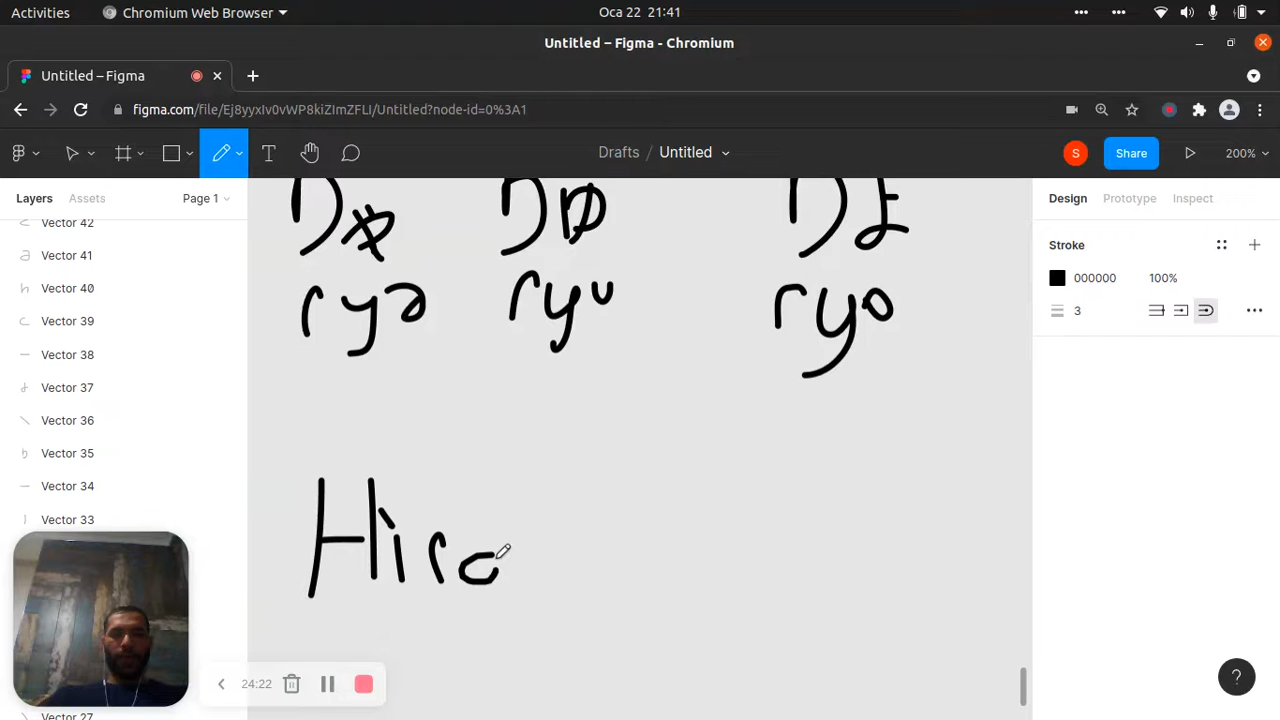 Activities Chromium Web Browser Oca 22 21:41
Untitled – Figma - Chromium
Untitled – Figma
figma.com/file/Ej8yyxIv0vWP8kiZImZFLI/Untitled?node-id=0%3A1
Drafts / Untitled S Share 200%
Layers Assets Page 1 Design Prototype Inspect
Vector 42
Stroke
Vector 41
000000 100%
Vector 40
3
Vector 39
Vector 38
Vector 37
Vector 36
Vector 35
Vector 34
Vector 33
Vector 27
rya ryu ryo
Hira
24:22
?